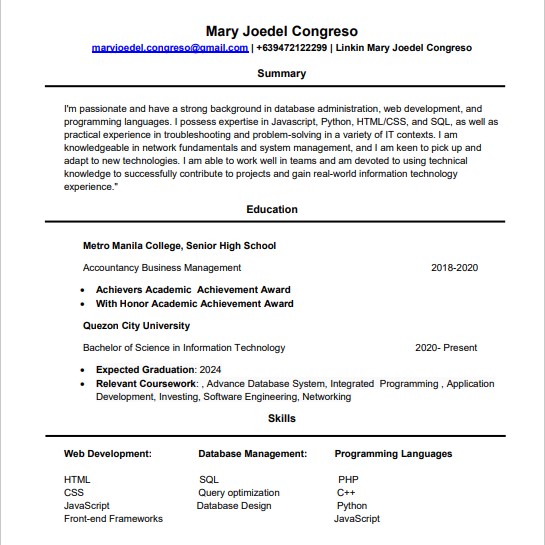 Mary Joedel Congreso
maryjoedel.congreso@gmail.com | +639472122299 | Linkin Mary Joedel Congreso
Summary
I'm passionate and have a strong background in database administration, web development, and
programming languages. I possess expertise in Javascript, Python, HTML/CSS, and SQL, as well as
practical experience in troubleshooting and problem-solving in a variety of IT contexts. I am
knowledgeable in network fundamentals and system management, and I am keen to pick up and
adapt to new technologies. I am able to work well in teams and am devoted to using technical
knowledge to successfully contribute to projects and gain real-world information technology
experience."
Education
Metro Manila College, Senior High School
Accountancy Business Management 2018-2020
• Achievers Academic Achievement Award
• With Honor Academic Achievement Award
Quezon City University
Bachelor of Science in Information Technology 2020- Present
• Expected Graduation: 2024
• Relevant Coursework: , Advance Database System, Integrated Programming , Application
Development, Investing, Software Engineering, Networking
Skills
Web Development: Database Management: Programming Languages
HTML SQL PHP
CSS Query optimization C++
JavaScript Database Design Python
Front-end Frameworks JavaScript